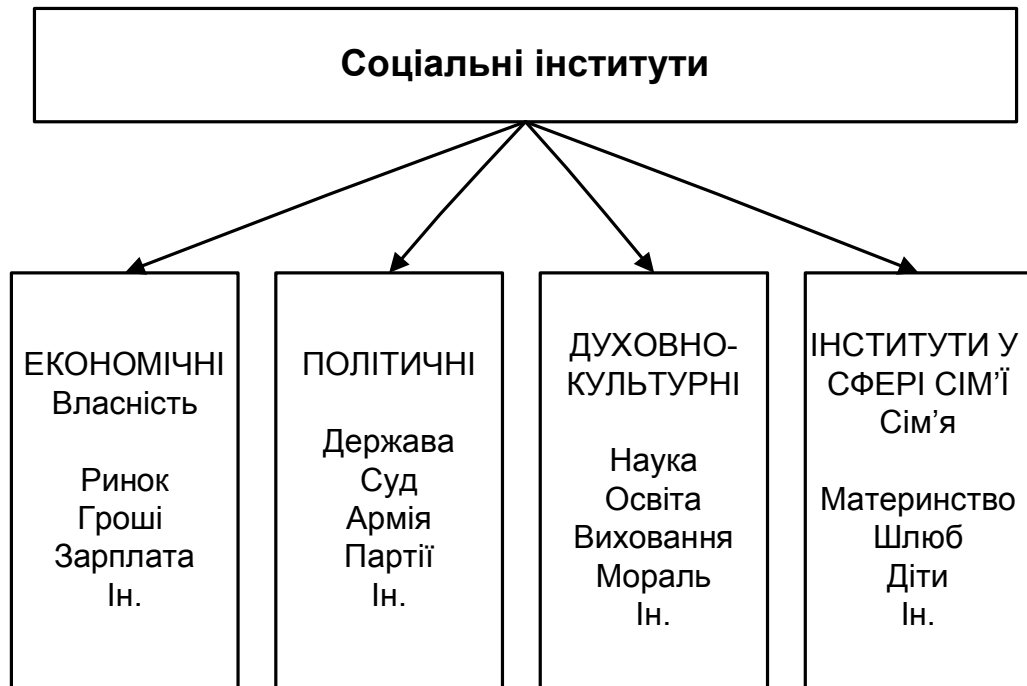 Соціальні інститути
ЕКОНОМІЧНІ
Власність
Ринок
Гроші
Зарплата
Ін.
ПОЛІТИЧНІ
Держава
Суд
Армія
Партії
Ін.
ДУХОВНО-
КУЛЬТУРНІ
Наука
Освіта
Виховання
Мораль
Ін.
ІНСТИТУТИ У
СФЕРІ СІМ’Ї
Сім’я
Материнство
Шлюб
Діти
Ін.